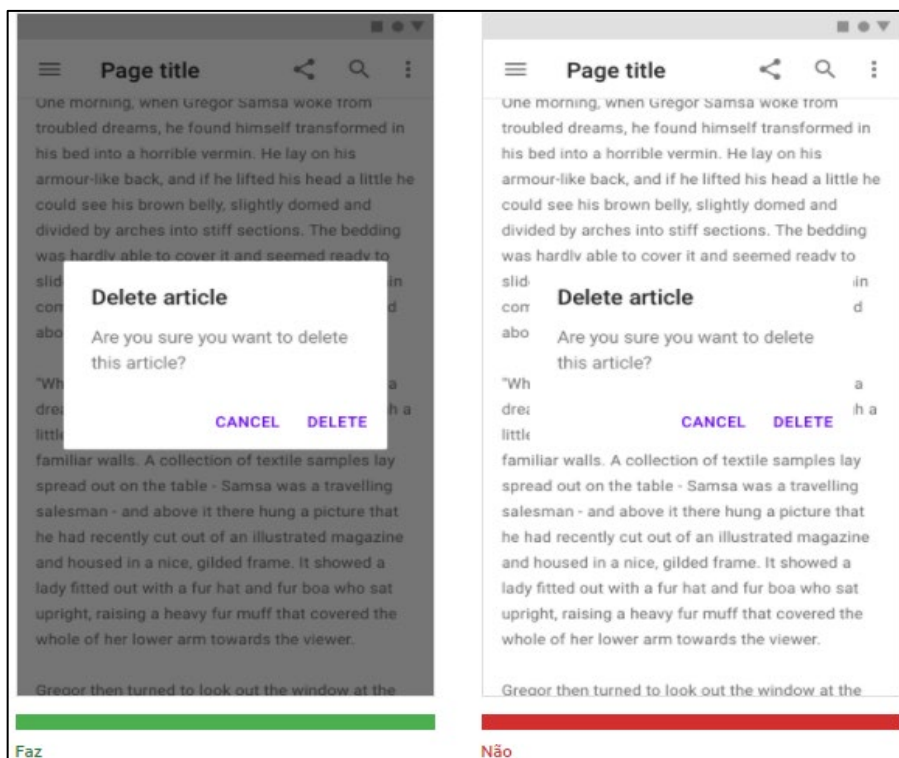 Page title
One morning, when Gregor Samsa woke from
troubled dreams, he found himself transformed in
his bed into a horrible vermin. He lay on his
armour-like back, and if he lifted his head a little he
could see his brown belly, slightly domed and
divided by arches into stiff sections. The bedding
was hardly able to cover it and seemed ready to
slid in
com d
abo
Delete article
Are you sure you want to delete
this article?
CANCEL DELETE
"Wh a
drea h a
little
familiar walls. A collection of textile samples lay
spread out on the table - Samsa was a travelling
salesman - and above it there hung a picture that
he had recently cut out of an illustrated magazine
and housed in a nice, gilded frame. It showed a
lady fitted out with a fur hat and fur boa who sat
upright, raising a heavy fur muff that covered the
whole of her lower arm towards the viewer.
Gregor then turned to look out the window at the
Faz
Page title
One morning, when Gregor Samsa woke from
troubled dreams, he found himself transformed in
his bed into a horrible vermin. He lay on his
armour-like back, and if he lifted his head a little he
could see his brown belly, slightly domed and
divided by arches into stiff sections. The bedding
was hardly able to cover it and seemed ready to
slid in
com d
abo
Delete article
Are you sure you want to delete
this article?
CANCEL DELETE
"Wh a
drea h a
little
familiar walls. A collection of textile samples lay
spread out on the table - Samsa was a travelling
salesman - and above it there hung a picture that
he had recently cut out of an illustrated magazine
and housed in a nice, gilded frame. It showed a
lady fitted out with a fur hat and fur boa who sat
upright, raising a heavy fur muff that covered the
whole of her lower arm towards the viewer.
Gregor then turned to look out the window at the
Não